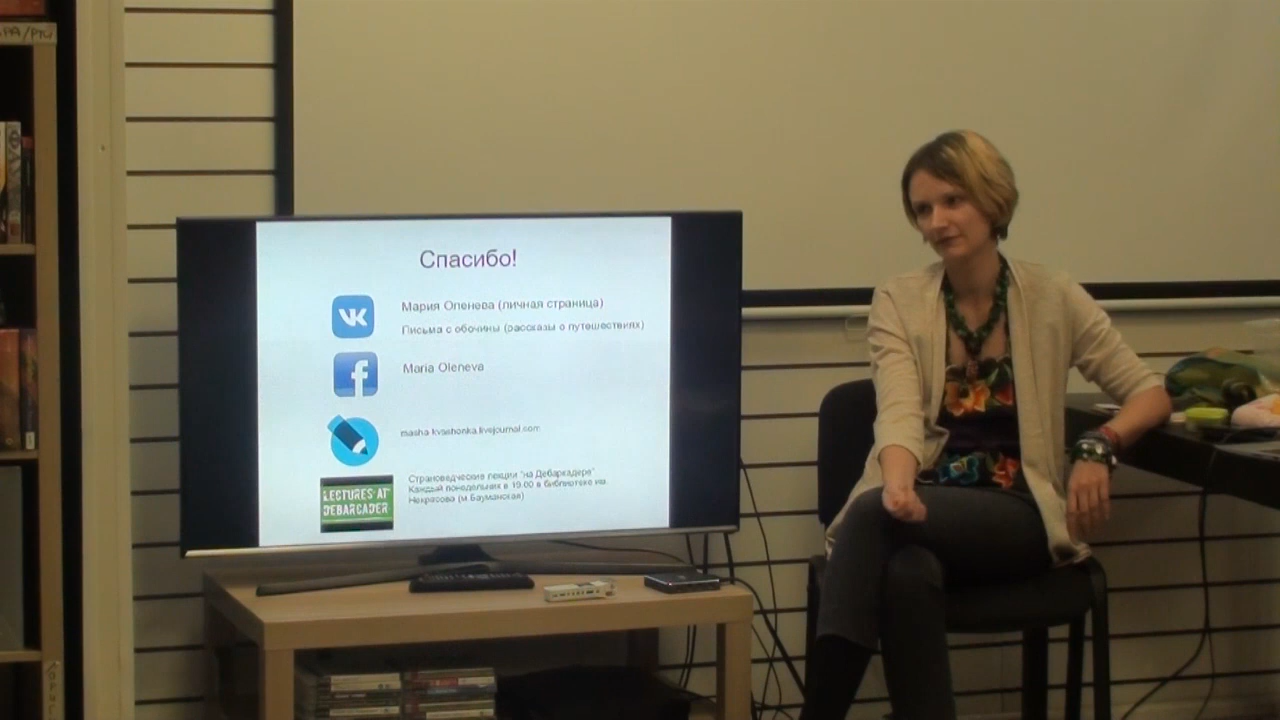 Спасибо!
Мария Оленева (личная страница)
Письма с обочины (рассказы о путешествиях)
Maria Oleneva
masha-kvashonka.livejournal.com
LECTURES AT
DEBARCADER
Страноведческие лекции "на Дебаркадере"
Каждый понедельник в 19.00 в библиотеке им.
Некрасова (м.Бауманская)